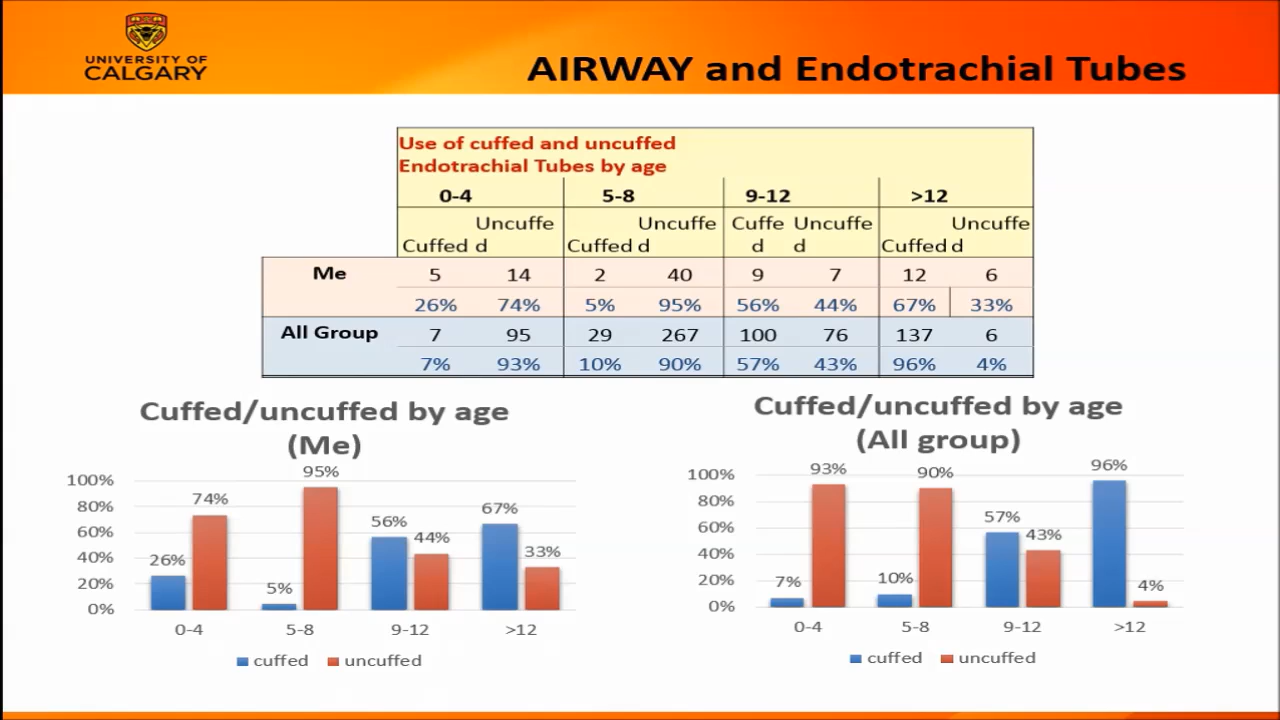 UNIVERSITY OF
CALGARY
AIRWAY and Endotrachial Tubes
Use of cuffed and uncuffed
Endotrachial Tubes by age
0-4 5-8 9-12 >12
Uncuffe Uncuffe Cuffe Uncuffe Uncuffe
Cuffed d Cuffed d d d Cuffed d
Me 5 14 2 40 9 7 12 6
26% 74% 5% 95% 56% 44% 67% 33%
All Group 7 95 29 267 100 76 137 6
7% 93% 10% 90% 57% 43% 96% 4%
Cuffed/uncuffed by age
(Me)
100%
80%
60%
40%
20%
0%
26% 74% 5% 95% 56% 44% 67% 33%
0-4 5-8 9-12 >12
cuffed uncuffed
Cuffed/uncuffed by age
(All group)
100%
80%
60%
40%
20%
0%
7% 93% 10% 90% 57% 43% 96% 4%
0-4 5-8 9-12 >12
cuffed uncuffed